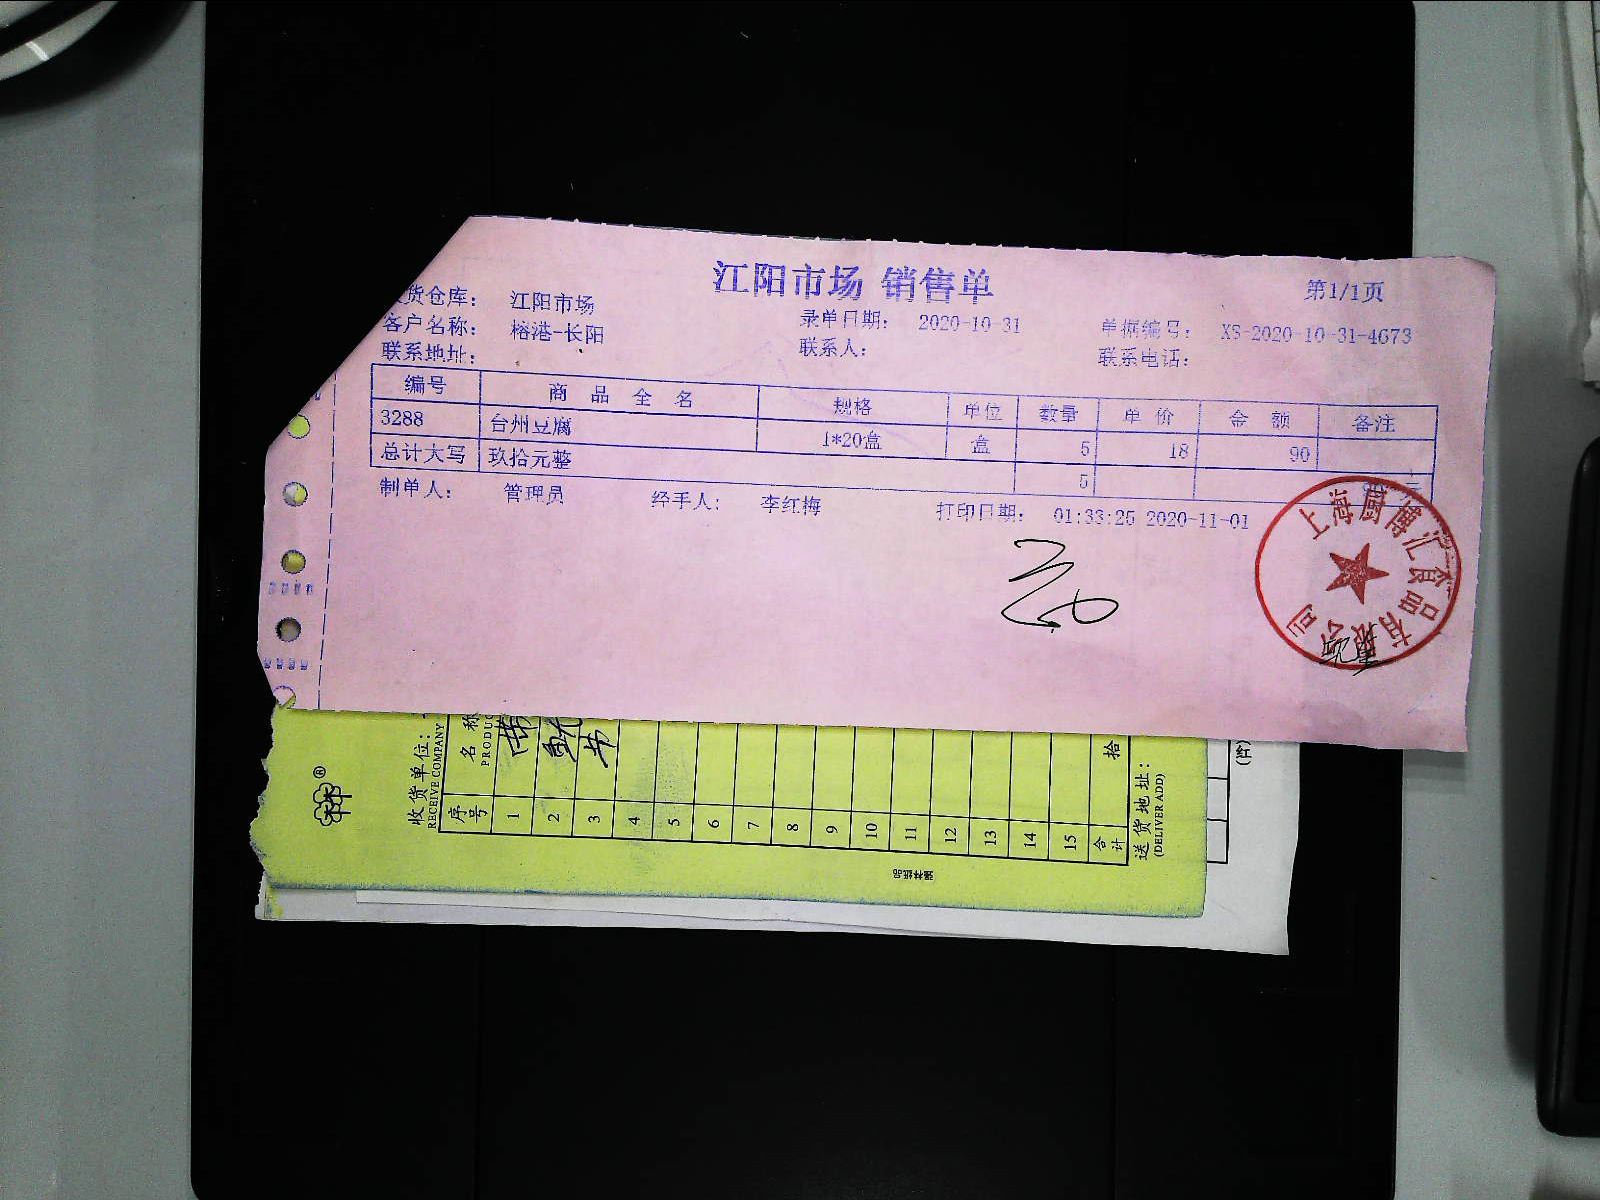 江阳市场 销售单
第1/1页
货仓库： 江阳市场
录单日期： 2020-10-31
单据编号： XS-2020-10-31-4673
客户名称： 榕港-长阳
联系人：
联系电话：
联系地址：
编号 商品全名 规格 单位 数量 单价 金额 备注
3288 台州豆腐 1*20盒 盒 5 18 90
总计大写 玖拾元整 5
制单人： 管理员 经手人： 李红梅 打印日期： 01:33:25 2020-11-01
上海厨博汇食品有限公司
收货单位：
RECEIVE COMPANY
序号 名称
PRODUC
1
2
3
4
5
6
7
8
9
10
11
12
13
14
15
合计 拾
送货地址：
(DELIVER ADD)